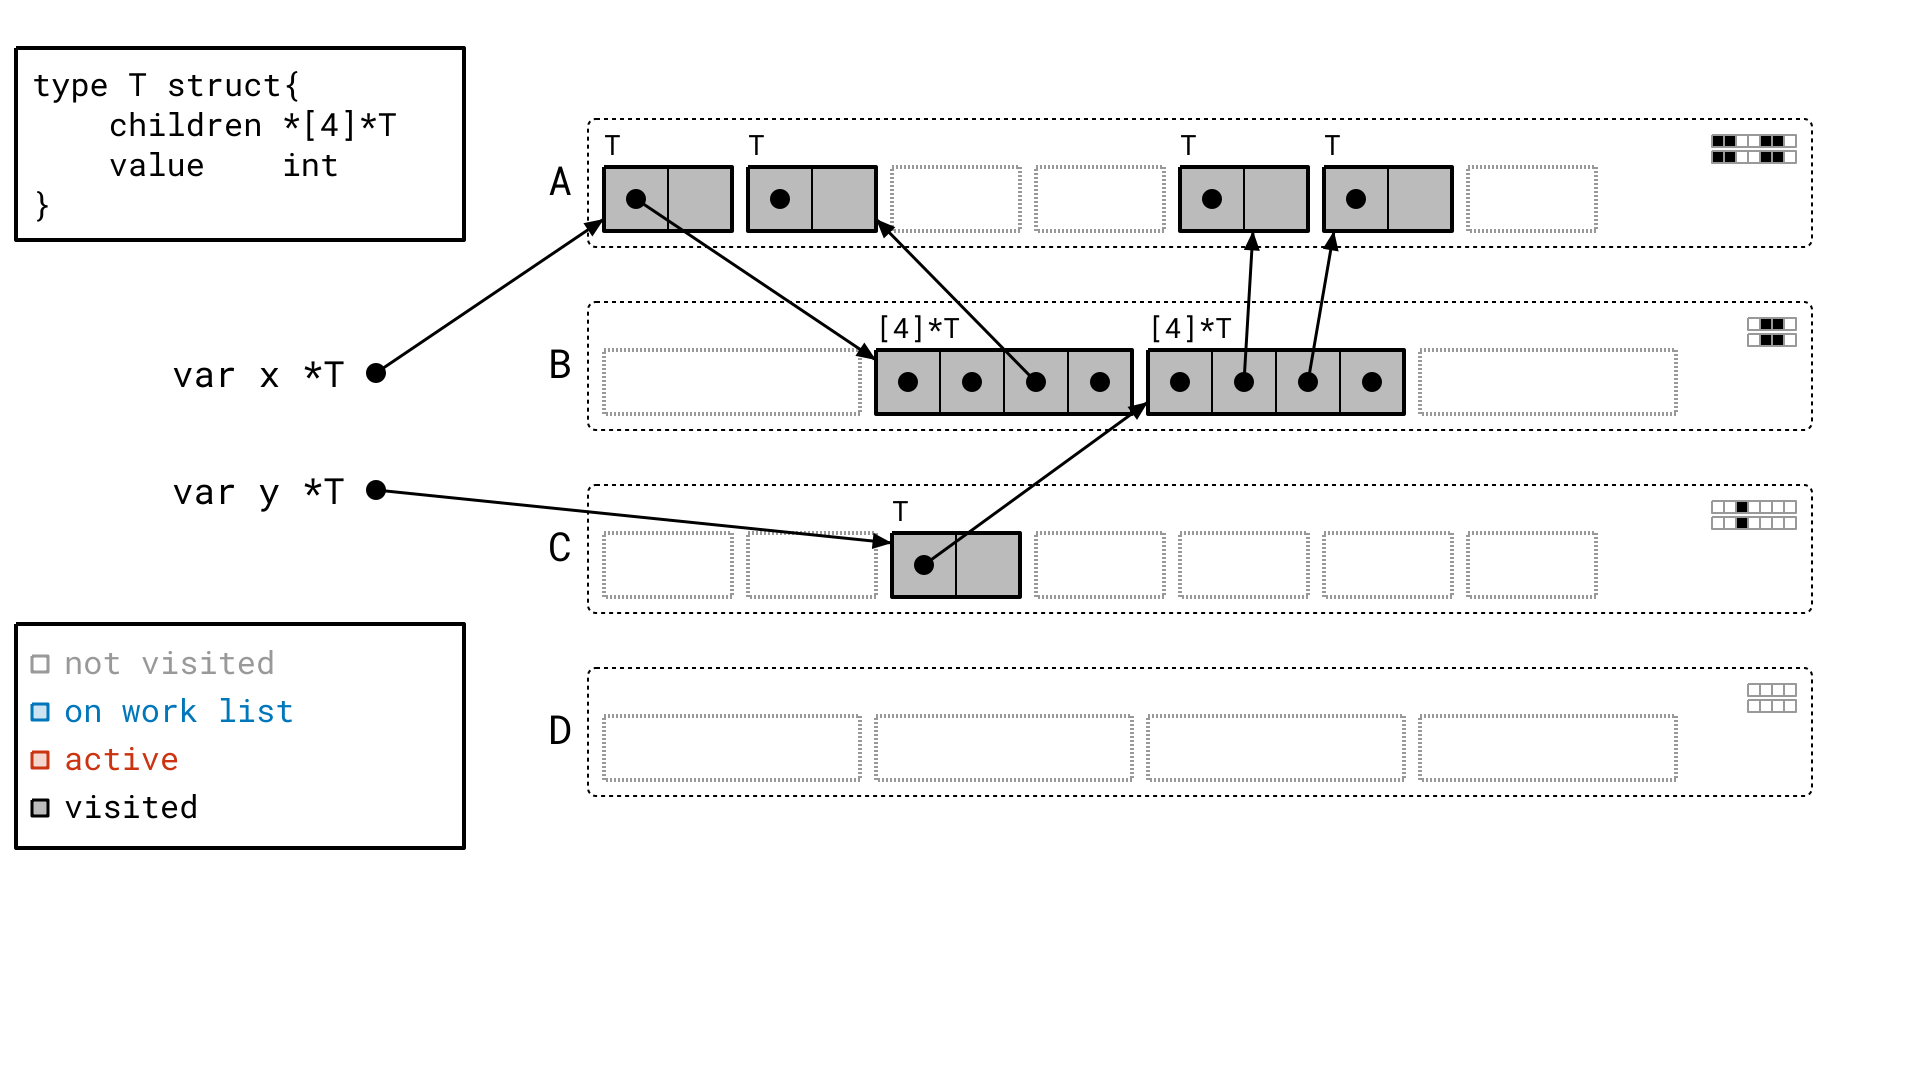 type T struct{
    children *[4]*T
    value    int
}
T T T T
A
[4]*T [4]*T
B
var x *T
var y *T
T
C
not visited
on work list
active
visited
D